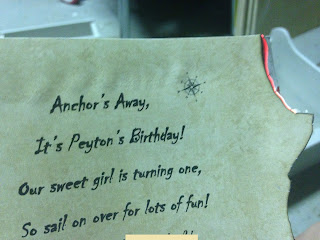 Anchor's Away,
It's Peyton's Birthday!
Our sweet girl is turning one,
So sail on over for lots of fun!